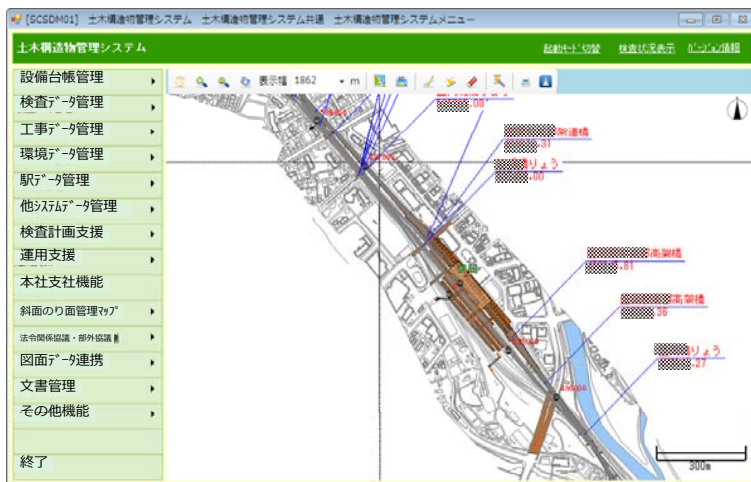 [SCSDM01] 土木構造物管理システム 土木構造物管理システム共通 土木構造物管理システムメニュー
土木構造物管理システム
起動ﾓｰﾄﾞ切替 検査状況表示 ﾊﾞｰｼﾞｮﾝ情報
設備台帳管理
検査ﾃﾞｰﾀ管理
工事ﾃﾞｰﾀ管理
環境ﾃﾞｰﾀ管理
駅ﾃﾞｰﾀ管理
他ｼｽﾃﾑﾃﾞｰﾀ管理
検査計画支援
運用支援
本社支社機能
斜面のり面管理ﾏｯﾌﾟ
法令関係協議・部外協議
図面ﾃﾞｰﾀ連携
文書管理
その他機能
終了
表示幅 1862 m
.00
架道橋
.31
りょう
.00
高架橋
.81
高架橋
.36
りょう
.27
300m